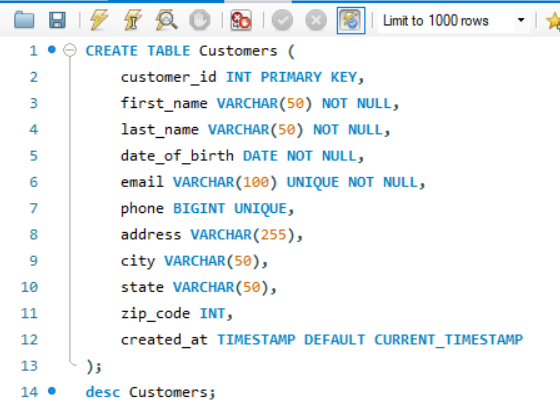 Limit to 1000 rows
1 CREATE TABLE Customers (
2 customer_id INT PRIMARY KEY,
3 first_name VARCHAR(50) NOT NULL,
4 last_name VARCHAR(50) NOT NULL,
5 date_of_birth DATE NOT NULL,
6 email VARCHAR(100) UNIQUE NOT NULL,
7 phone BIGINT UNIQUE,
8 address VARCHAR(255),
9 city VARCHAR(50),
10 state VARCHAR(50),
11 zip_code INT,
12 created_at TIMESTAMP DEFAULT CURRENT_TIMESTAMP
13 );
14 desc Customers;